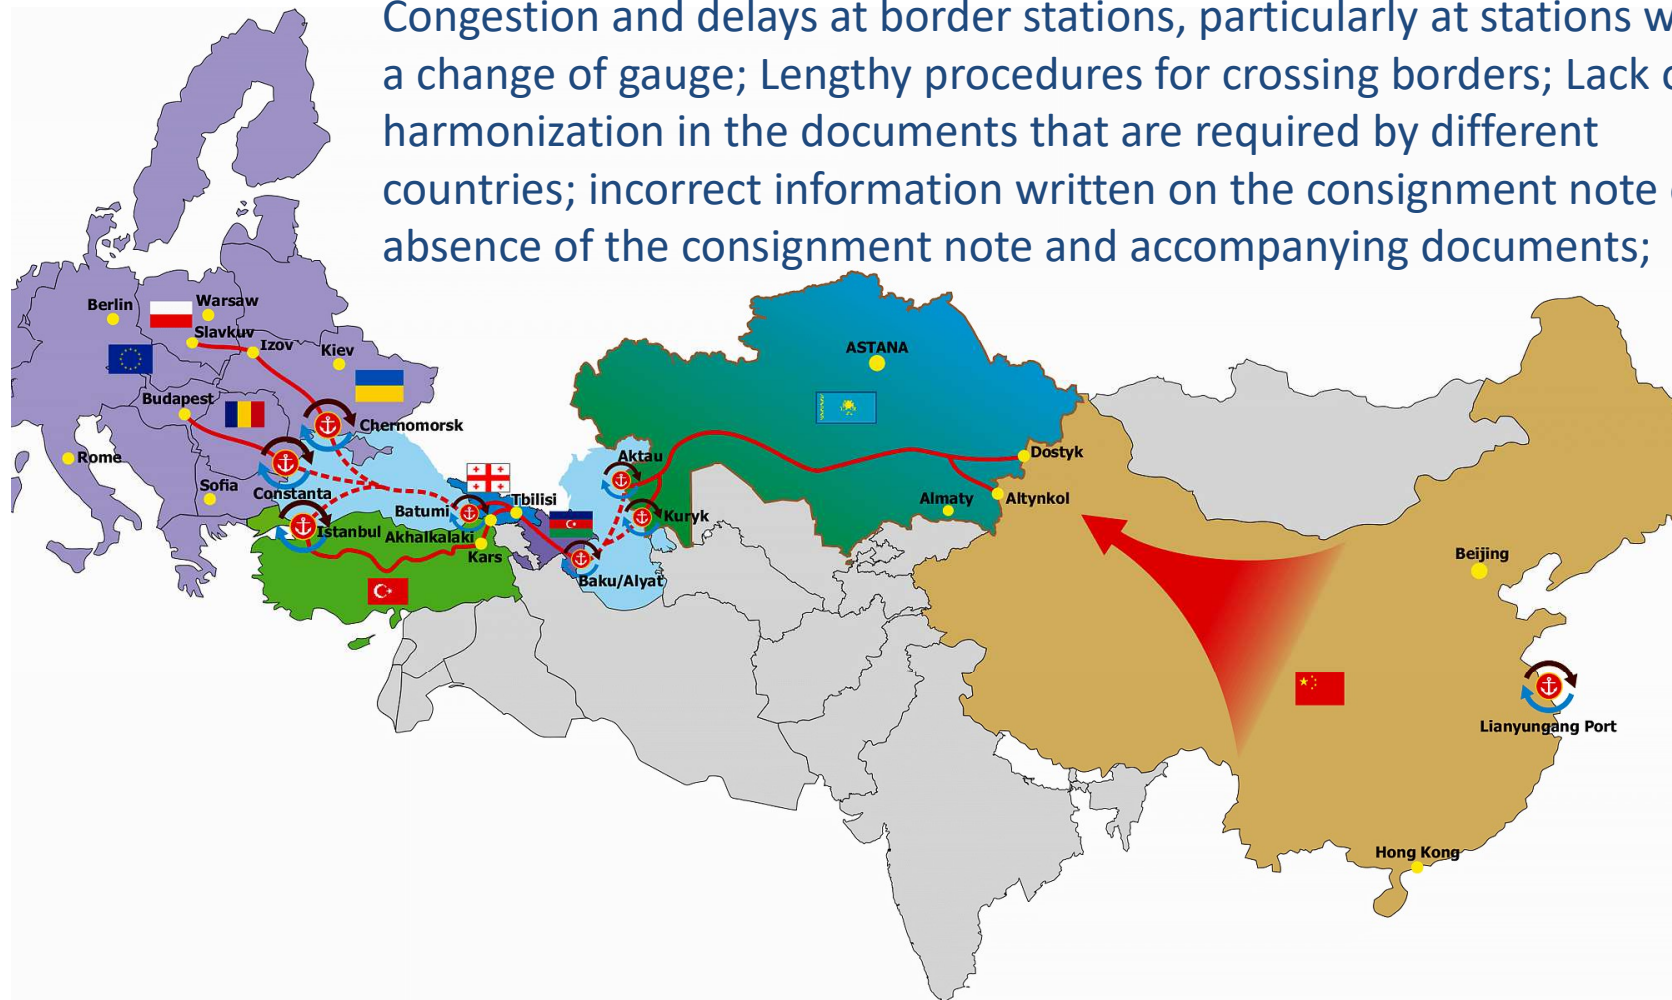 Congestion and delays at border stations, particularly at stations w
a change of gauge; Lengthy procedures for crossing borders; Lack
harmonization in the documents that are required by different
countries; incorrect information written on the consignment note
absence of the consignment note and accompanying documents;
Berlin
Warsaw
Slavkuv
Izov
Kiev
ASTANA
Budapest
Chernomorsk
Rome
Aktau
Dostyk
Sofia
Constanta
Tbilisi
Almaty
Altynkol
Batumi
Kuryk
Istanbul
Akhalkalaki
Kars
Beijing
Baku/Alyat
Lianyungang Port
Hong Kong